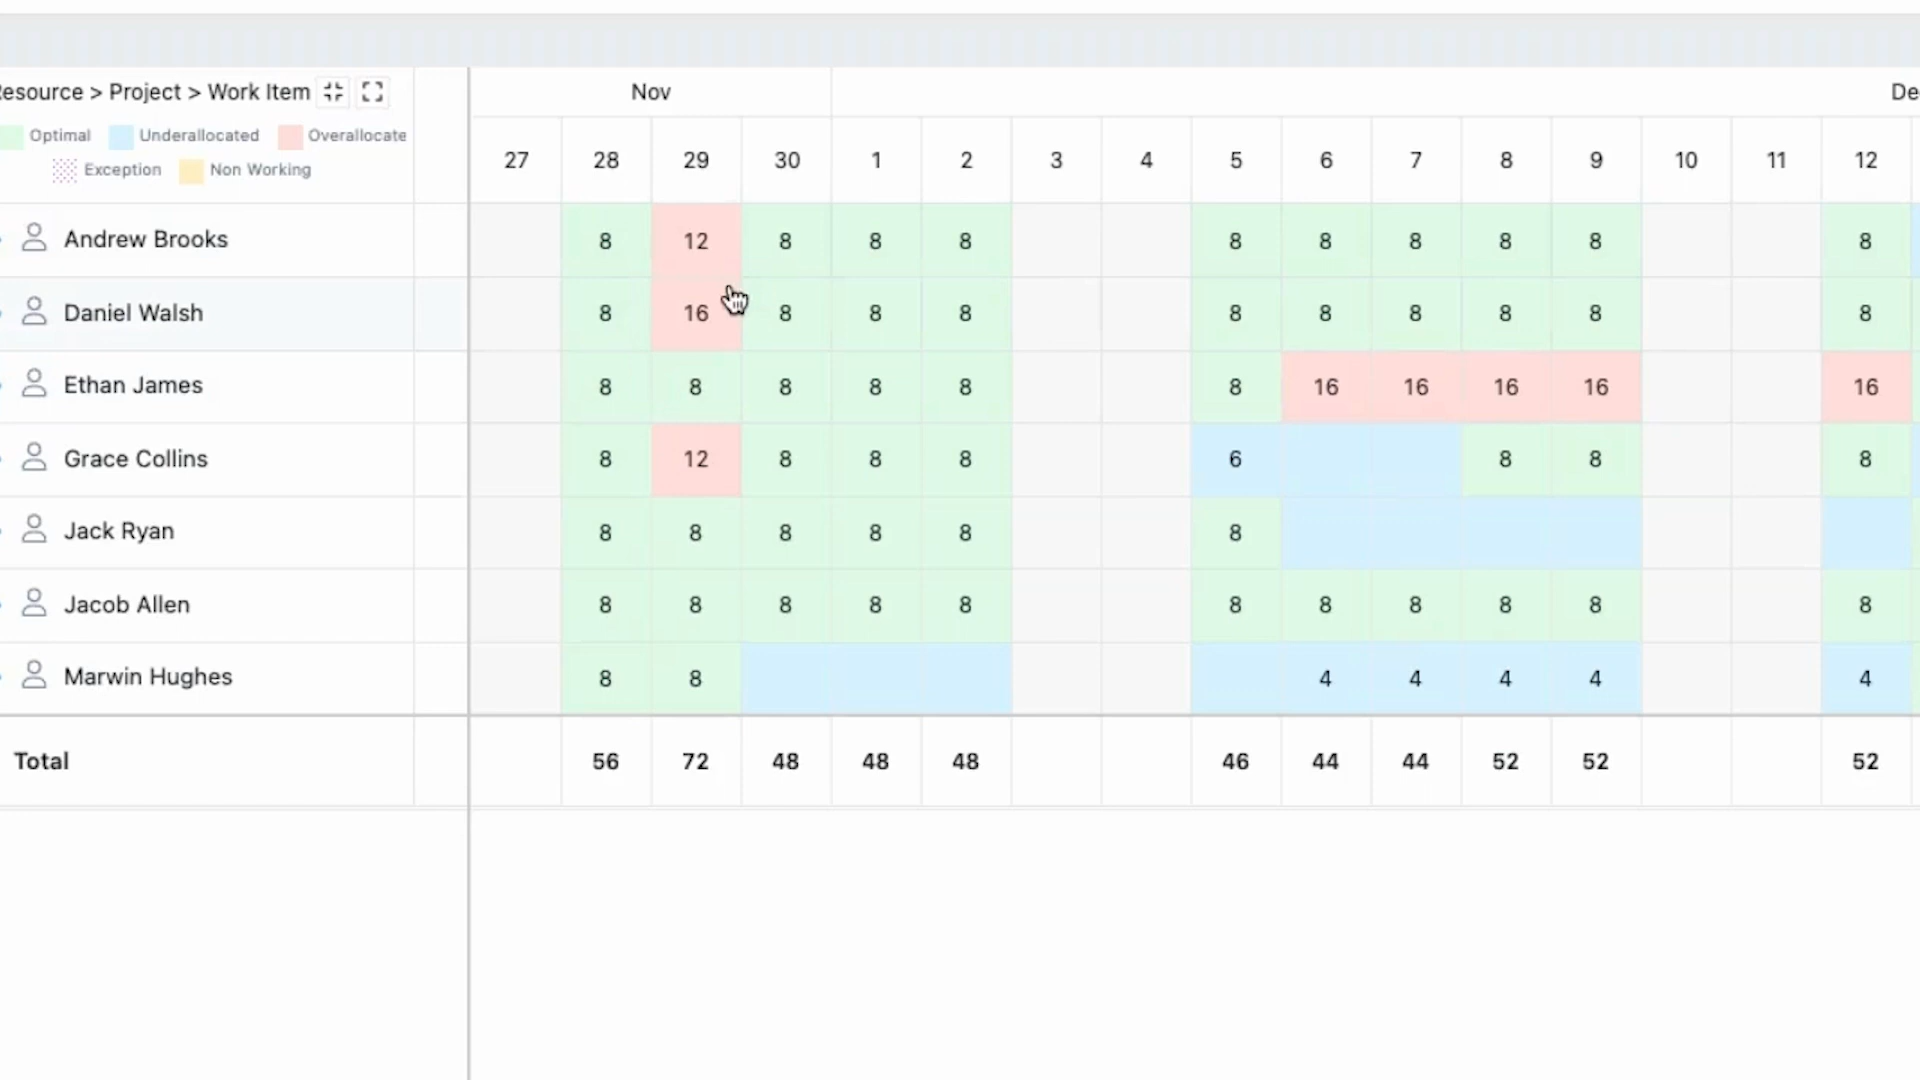 Resource > Project > Work Item
Nov
De
Optimal Underallocated Overallocate
Exception Non Working
27 28 29 30 1 2 3 4 5 6 7 8 9 10 11 12
Andrew Brooks 8 12 8 8 8 8 8 8 8 8 8
Daniel Walsh 8 16 8 8 8 8 8 8 8 8 8
Ethan James 8 8 8 8 8 8 16 16 16 16 16
Grace Collins 8 12 8 8 8 6 8 8 8
Jack Ryan 8 8 8 8 8 8
Jacob Allen 8 8 8 8 8 8 8 8 8 8 8
Marwin Hughes 8 8 4 4 4 4 4
Total 56 72 48 48 48 46 44 44 52 52 52